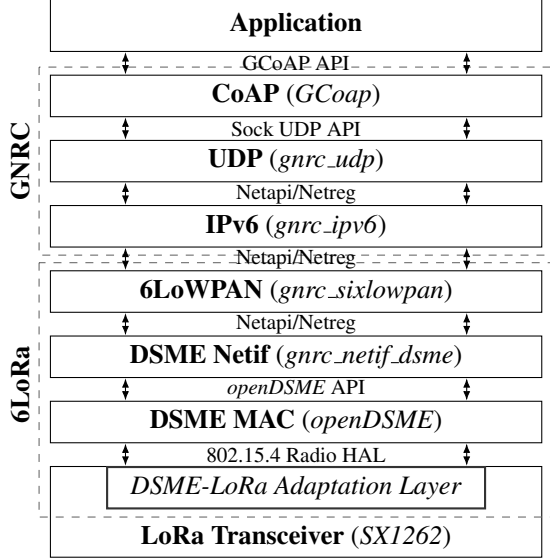 Application
GCoAP API
GNRC
CoAP (GCoap)
Sock UDP API
UDP (gnrc_udp)
Netapi/Netreg
IPv6 (gnrc_ipv6)
Netapi/Netreg
6LoRa
6LoWPAN (gnrc_sixlowpan)
Netapi/Netreg
DSME Netif (gnrc_netif_dsme)
openDSME API
DSME MAC (openDSME)
802.15.4 Radio HAL
DSME-LoRa Adaptation Layer
LoRa Transceiver (SX1262)